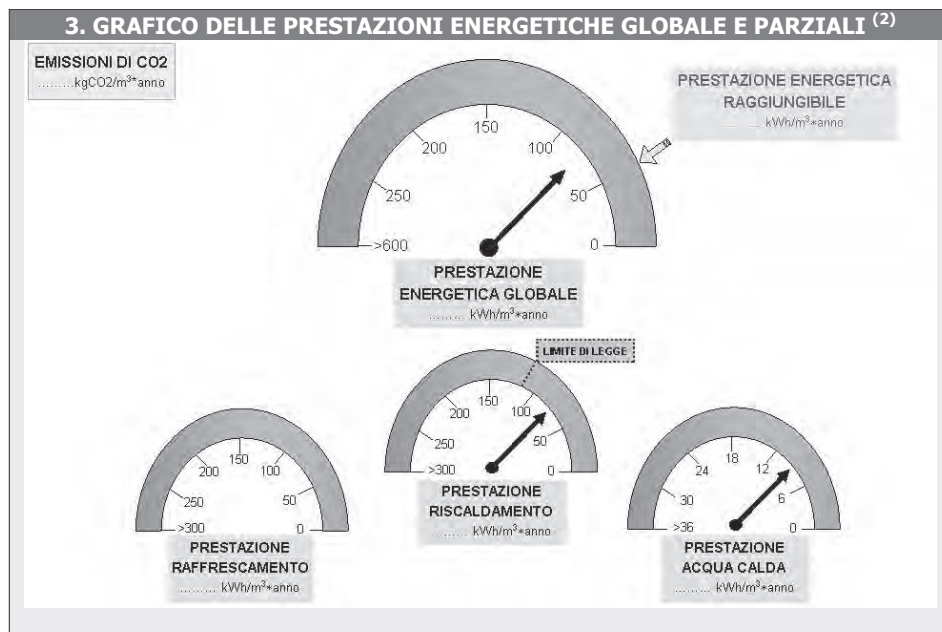 3. GRAFICO DELLE PRESTAZIONI ENERGETICHE GLOBALE E PARZIALI (2)
EMISSIONI DI CO2
.........kgCO2/m³*anno
PRESTAZIONE ENERGETICA
RAGGIUNGIBILE
......... kWh/m³*anno
>600
250
200
150
100
50
0
PRESTAZIONE
ENERGETICA GLOBALE
......... kWh/m³*anno
LIMITE DI LEGGE
>300
250
200
150
100
50
0
PRESTAZIONE
RISCALDAMENTO
......... kWh/m³*anno
>300
250
200
150
100
50
0
PRESTAZIONE
RAFFRESCAMENTO
......... kWh/m³*anno
>36
30
24
18
12
6
0
PRESTAZIONE
ACQUA CALDA
......... kWh/m³*anno